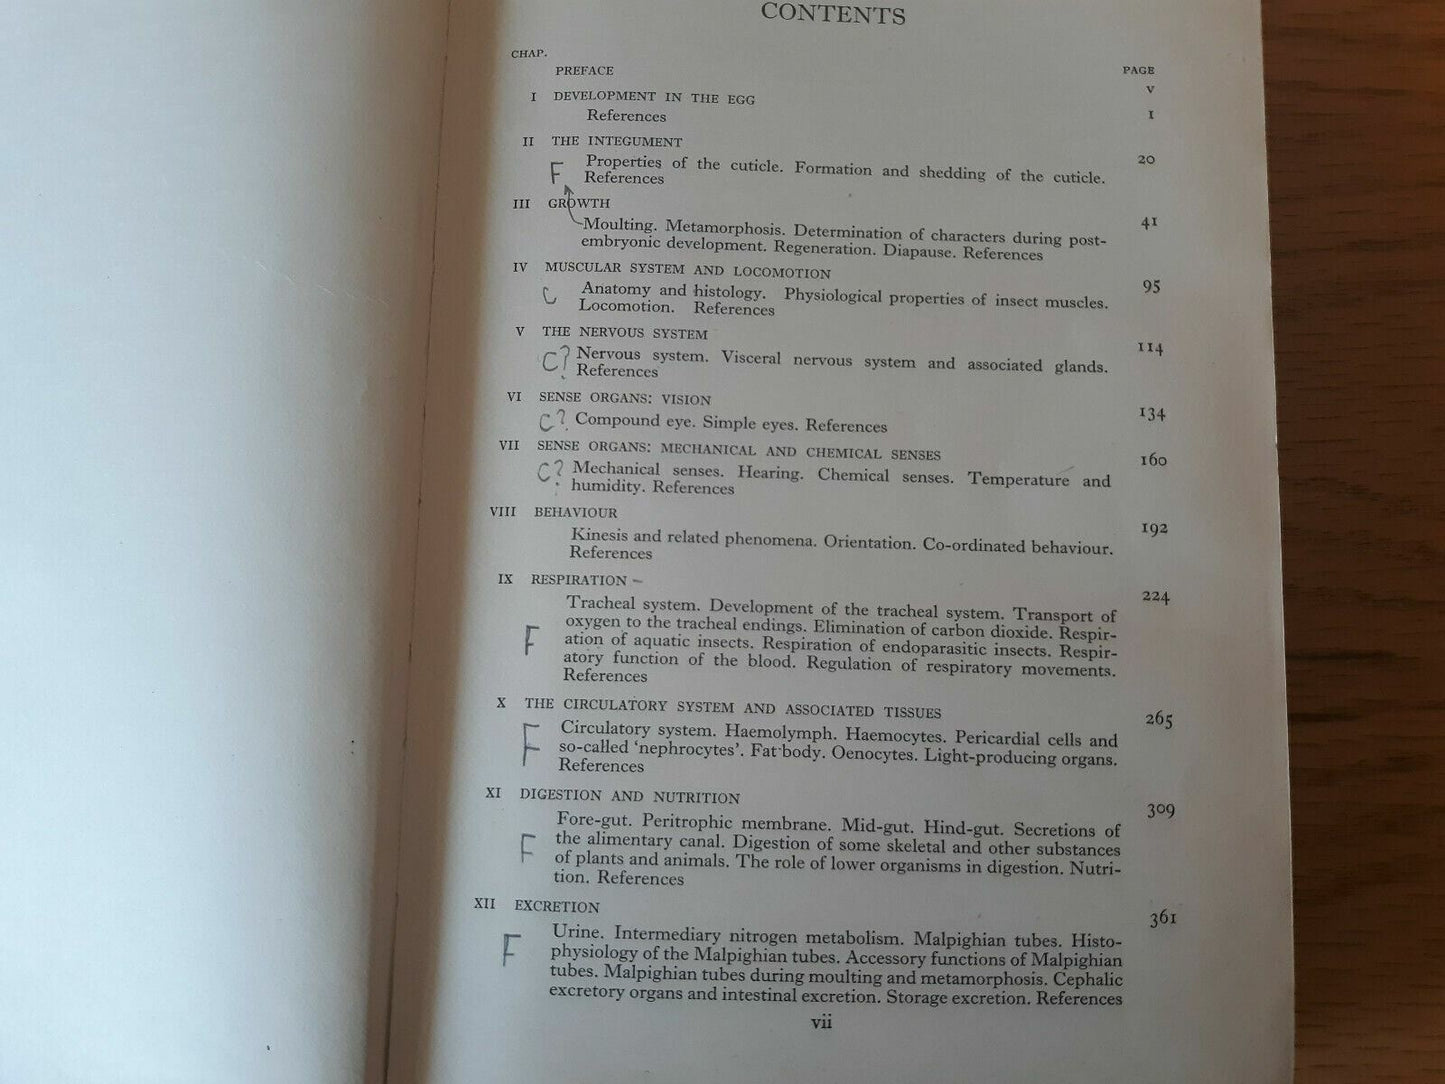 CONTENTS
CHAP.
PREFACE PAGE
v
I DEVELOPMENT IN THE EGG
References 1
II THE INTEGUMENT
20
F Properties of the cuticle. Formation and shedding of the cuticle.
References
III GROWTH
41
Moulting. Metamorphosis. Determination of characters during post-
embryonic development. Regeneration. Diapause. References
IV MUSCULAR SYSTEM AND LOCOMOTION
95
C Anatomy and histology. Physiological properties of insect muscles.
Locomotion. References
V THE NERVOUS SYSTEM
114
C? Nervous system. Visceral nervous system and associated glands.
References
VI SENSE ORGANS: VISION
134
C? Compound eye. Simple eyes. References
VII SENSE ORGANS: MECHANICAL AND CHEMICAL SENSES
160
C? Mechanical senses. Hearing. Chemical senses. Temperature and
humidity. References
VIII BEHAVIOUR
192
Kinesis and related phenomena. Orientation. Co-ordinated behaviour.
References
IX RESPIRATION
224
Tracheal system. Development of the tracheal system. Transport of
oxygen to the tracheal endings. Elimination of carbon dioxide. Respir-
F ation of aquatic insects. Respiration of endoparasitic insects. Respir-
atory function of the blood. Regulation of respiratory movements.
References
X THE CIRCULATORY SYSTEM AND ASSOCIATED TISSUES
265
F Circulatory system. Haemolymph. Haemocytes. Pericardial cells and
so-called 'nephrocytes'. Fat body. Oenocytes. Light-producing organs.
References
XI DIGESTION AND NUTRITION
309
Fore-gut. Peritrophic membrane. Mid-gut. Hind-gut. Secretions of
F the alimentary canal. Digestion of some skeletal and other substances
of plants and animals. The role of lower organisms in digestion. Nutri-
tion. References
XII EXCRETION
361
F Urine. Intermediary nitrogen metabolism. Malpighian tubes. Histo-
physiology of the Malpighian tubes. Accessory functions of Malpighian
tubes. Malpighian tubes during moulting and metamorphosis. Cephalic
excretory organs and intestinal excretion. Storage excretion. References
vii